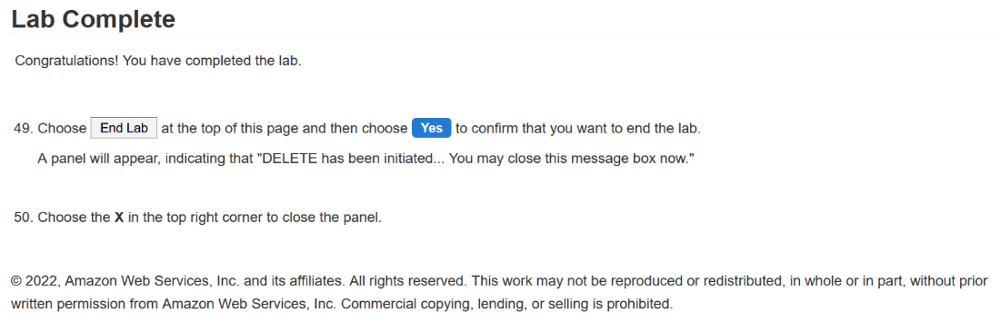 Lab Complete
Congratulations! You have completed the lab.
49. Choose End Lab at the top of this page and then choose Yes to confirm that you want to end the lab.
A panel will appear, indicating that "DELETE has been initiated... You may close this message box now."
50. Choose the X in the top right corner to close the panel.
© 2022, Amazon Web Services, Inc. and its affiliates. All rights reserved. This work may not be reproduced or redistributed, in whole or in part, without prior
written permission from Amazon Web Services, Inc. Commercial copying, lending, or selling is prohibited.